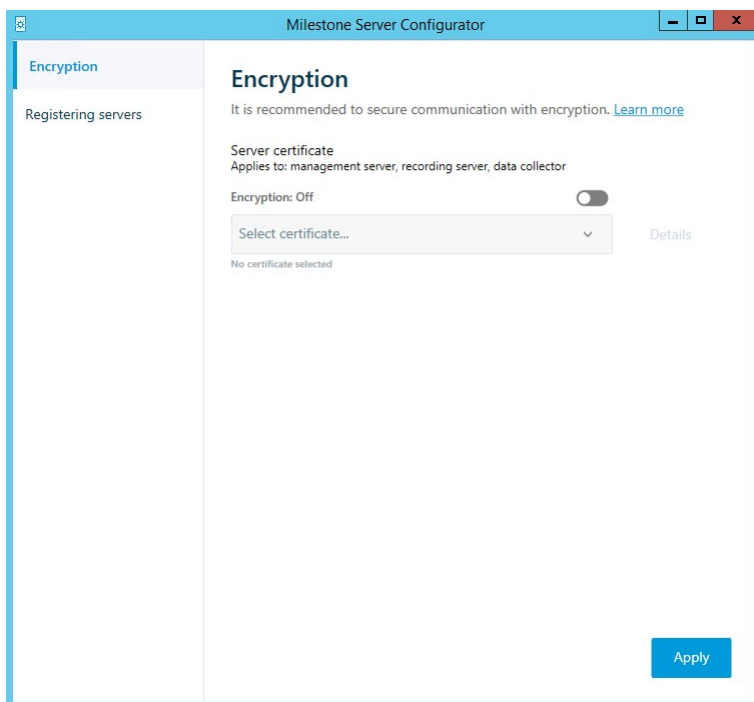 Milestone Server Configurator
Encryption
Registering servers
Encryption
It is recommended to secure communication with encryption. Learn more
Server certificate
Applies to: management server, recording server, data collector
Encryption: Off
Select certificate...
Details
No certificate selected
Apply